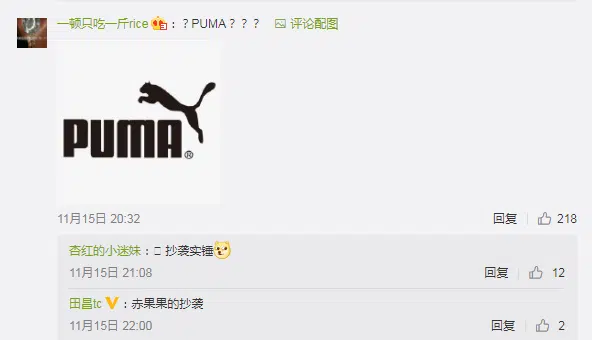 一顿只吃一斤rice：？PUMA？？？ 评论配图
PUMA®
11月15日 20:32 回复 218
杏红的小迷妹：抄袭实锤
11月15日 21:08 回复 12
田昌tc：赤果果的抄袭
11月15日 22:00 回复 2